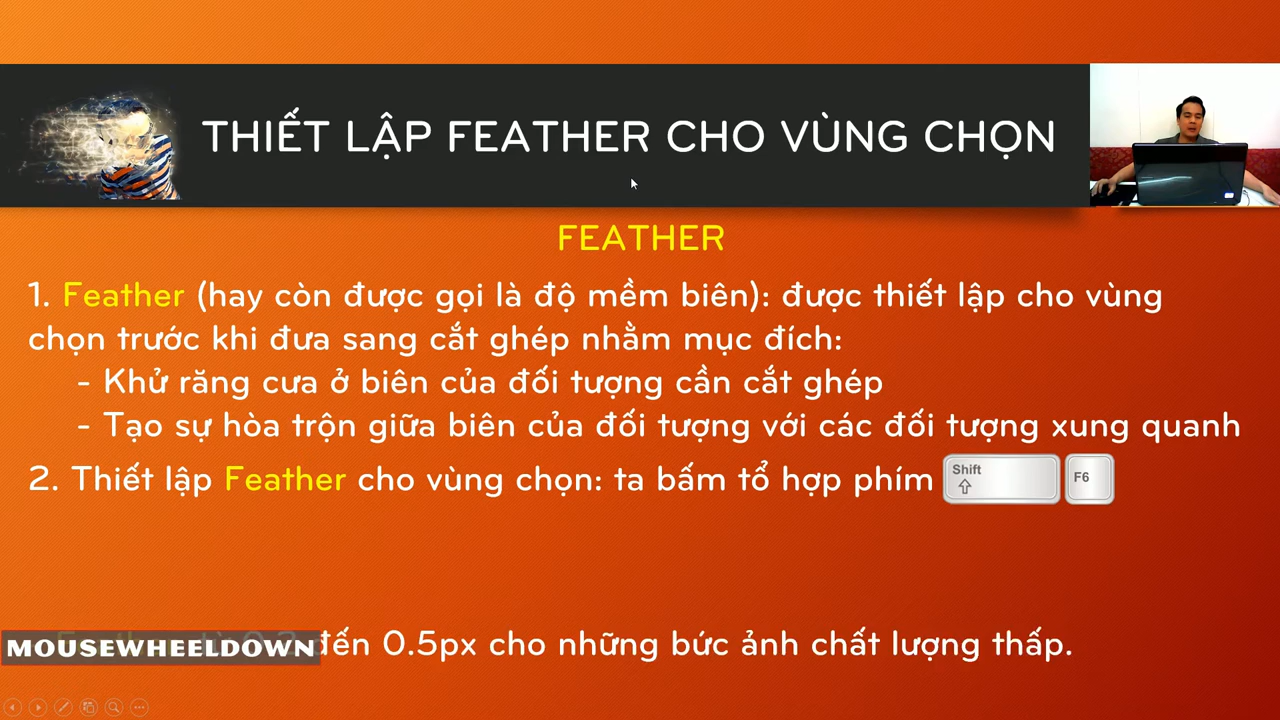 THIẾT LẬP FEATHER CHO VÙNG CHỌN
FEATHER
1. Feather (hay còn được gọi là độ mềm biên): được thiết lập cho vùng
chọn trước khi đưa sang cắt ghép nhằm mục đích:
- Khử răng cưa ở biên của đối tượng cần cắt ghép
- Tạo sự hòa trộn giữa biên của đối tượng với các đối tượng xung quanh
2. Thiết lập Feather cho vùng chọn: ta bấm tổ hợp phím Shift F6
đến 0.5px cho những bức ảnh chất lượng thấp.
MOUSEWHEELDOWN